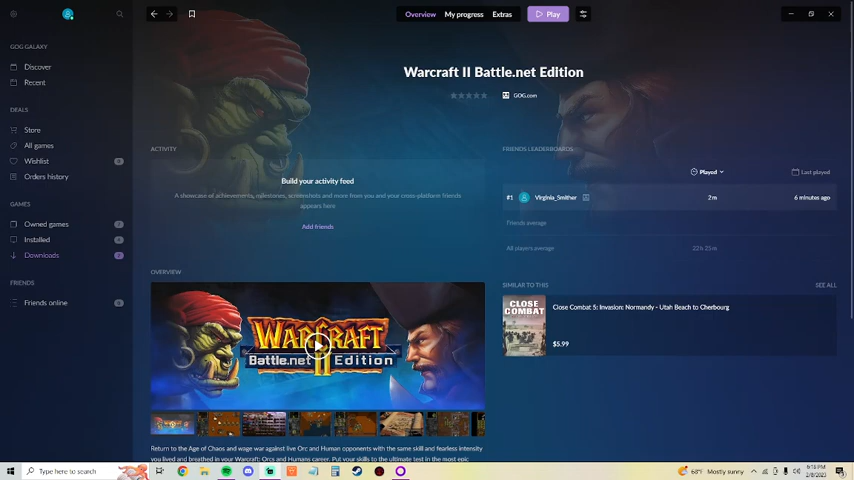 Overview My progress Extras Play
GOG GALAXY
Discover
Recent
DEALS
Store
All games
Wishlist
Orders history
GAMES
Owned games
Installed
Downloads
FRIENDS
Friends online
Warcraft II Battle.net Edition
GOG.com
ACTIVITY
Build your activity feed
A showcase of achievements, milestones, screenshots and more from you and your cross-platform friends
appears here
Add friends
FRIENDS LEADERBOARDS
Played Last played
#1 Virginia_Smither 2m 6 minutes ago
Friends average
All players average 22h 25m
OVERVIEW
WARCRAFT
II
Battle.net Edition
SIMILAR TO THIS SEE ALL
CLOSE
COMBAT
Close Combat 5: Invasion: Normandy - Utah Beach to Cherbourg
$5.99
Return to the Age of Chaos and wage war against live Orc and Human opponents with the same skill and fearless intensity
you lived and breathed in your Warcraft: Orcs and Humans career. Put your skills to the ultimate test in the most epic
Type here to search
68°F Mostly sunny
2/8/2023